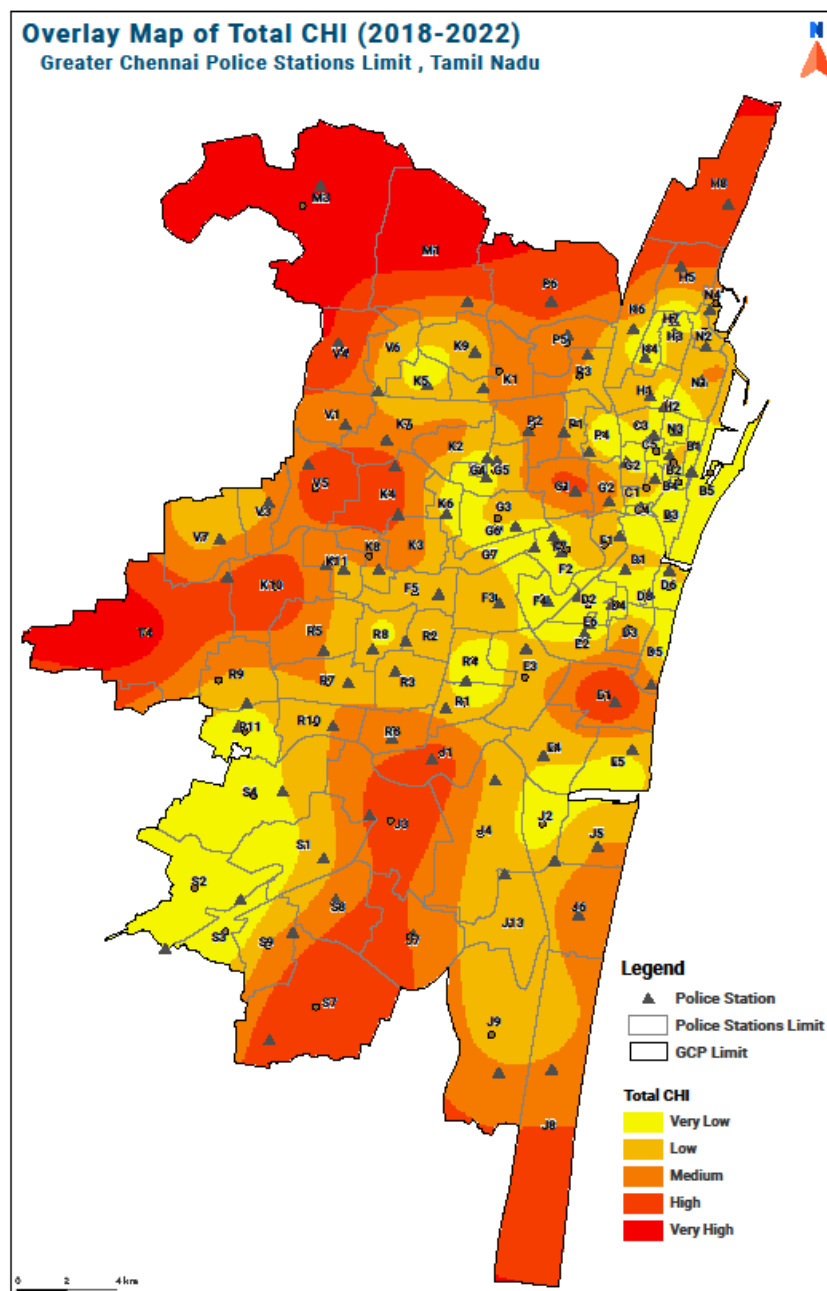 Overlay Map of Total CHI (2018-2022)
Greater Chennai Police Stations Limit , Tamil Nadu
N
H8
M3
M1
H5
P6
N4
H6
H7
V4
V6
K9
P5
H3
N2
H4
K5
K1
R3
H1
H2
V1
K7
P2
P1
C3
N3
P4
C5
B1
K2
G4
G5
G2
B2
V5
K4
G1
G2
C1
B4
B5
V3
K6
G3
C4
B3
G6
V7
K3
K8
G7
E1
F2
B1
K11
K10
F5
F3
F4
D2
D4
D6
T4
R5
R8
R2
E6
E2
D3
D5
R4
E3
R9
R7
R3
R1
R11
R10
R6
J1
E4
E5
S4
J3
J4
J2
J5
S1
S2
S8
J6
S3
S9
J13
S7
J9
J8
Legend
Police Station
Police Stations Limit
GCP Limit
Total CHI
Very Low
Low
Medium
High
Very High
0 2 4 km